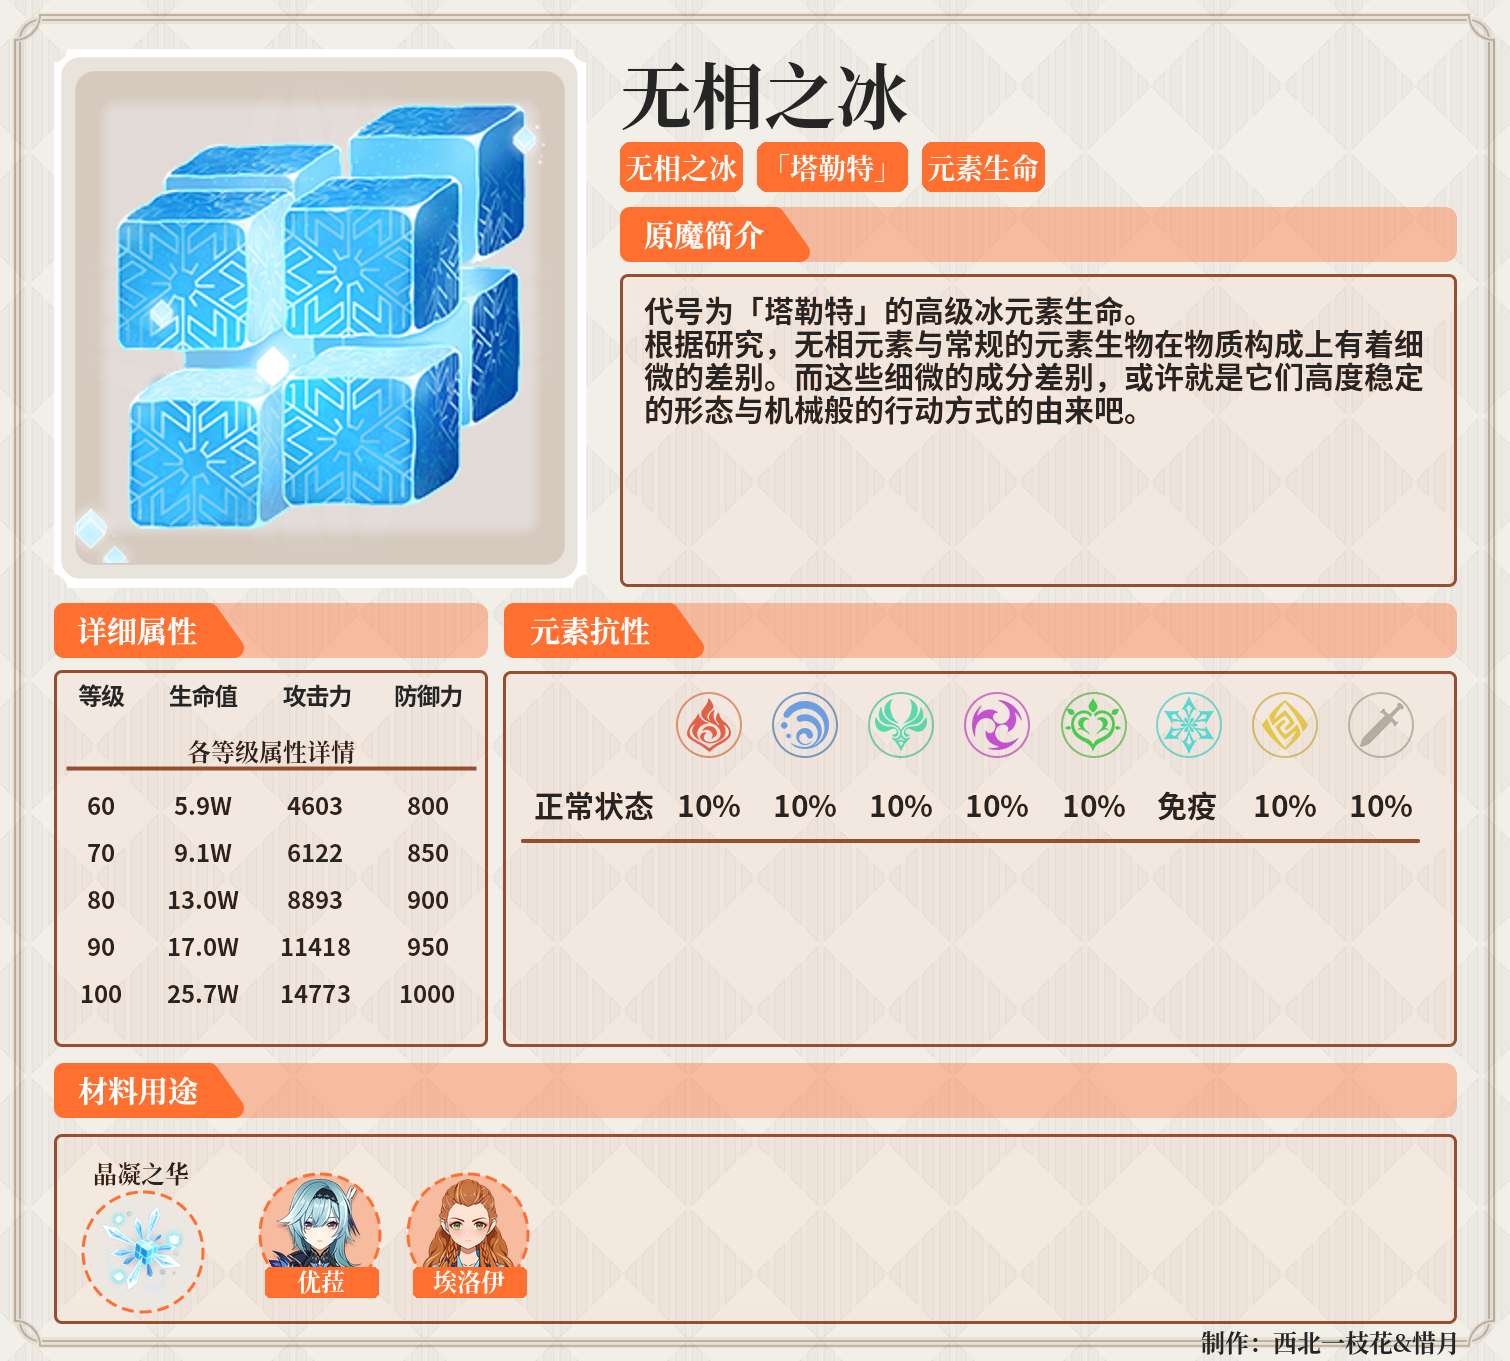 无相之冰
无相之冰 「塔勒特」 元素生命
原魔简介
代号为「塔勒特」的高级冰元素生命。
根据研究，无相元素与常规的元素生物在物质构成上有着细
微的差别。而这些细微的成分差别，或许就是它们高度稳定
的形态与机械般的行动方式的由来吧。
详细属性
等级 生命值 攻击力 防御力
各等级属性详情
60 5.9W 4603 800
70 9.1W 6122 850
80 13.0W 8893 900
90 17.0W 11418 950
100 25.7W 14773 1000
元素抗性
正常状态 10% 10% 10% 10% 10% 免疫 10% 10%
材料用途
晶凝之华
优菈 埃洛伊
制作：西北一枝花&惜月